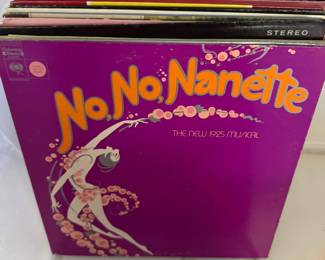 STEREO
No, No, Nanette
THE NEW 1925 MUSICAL